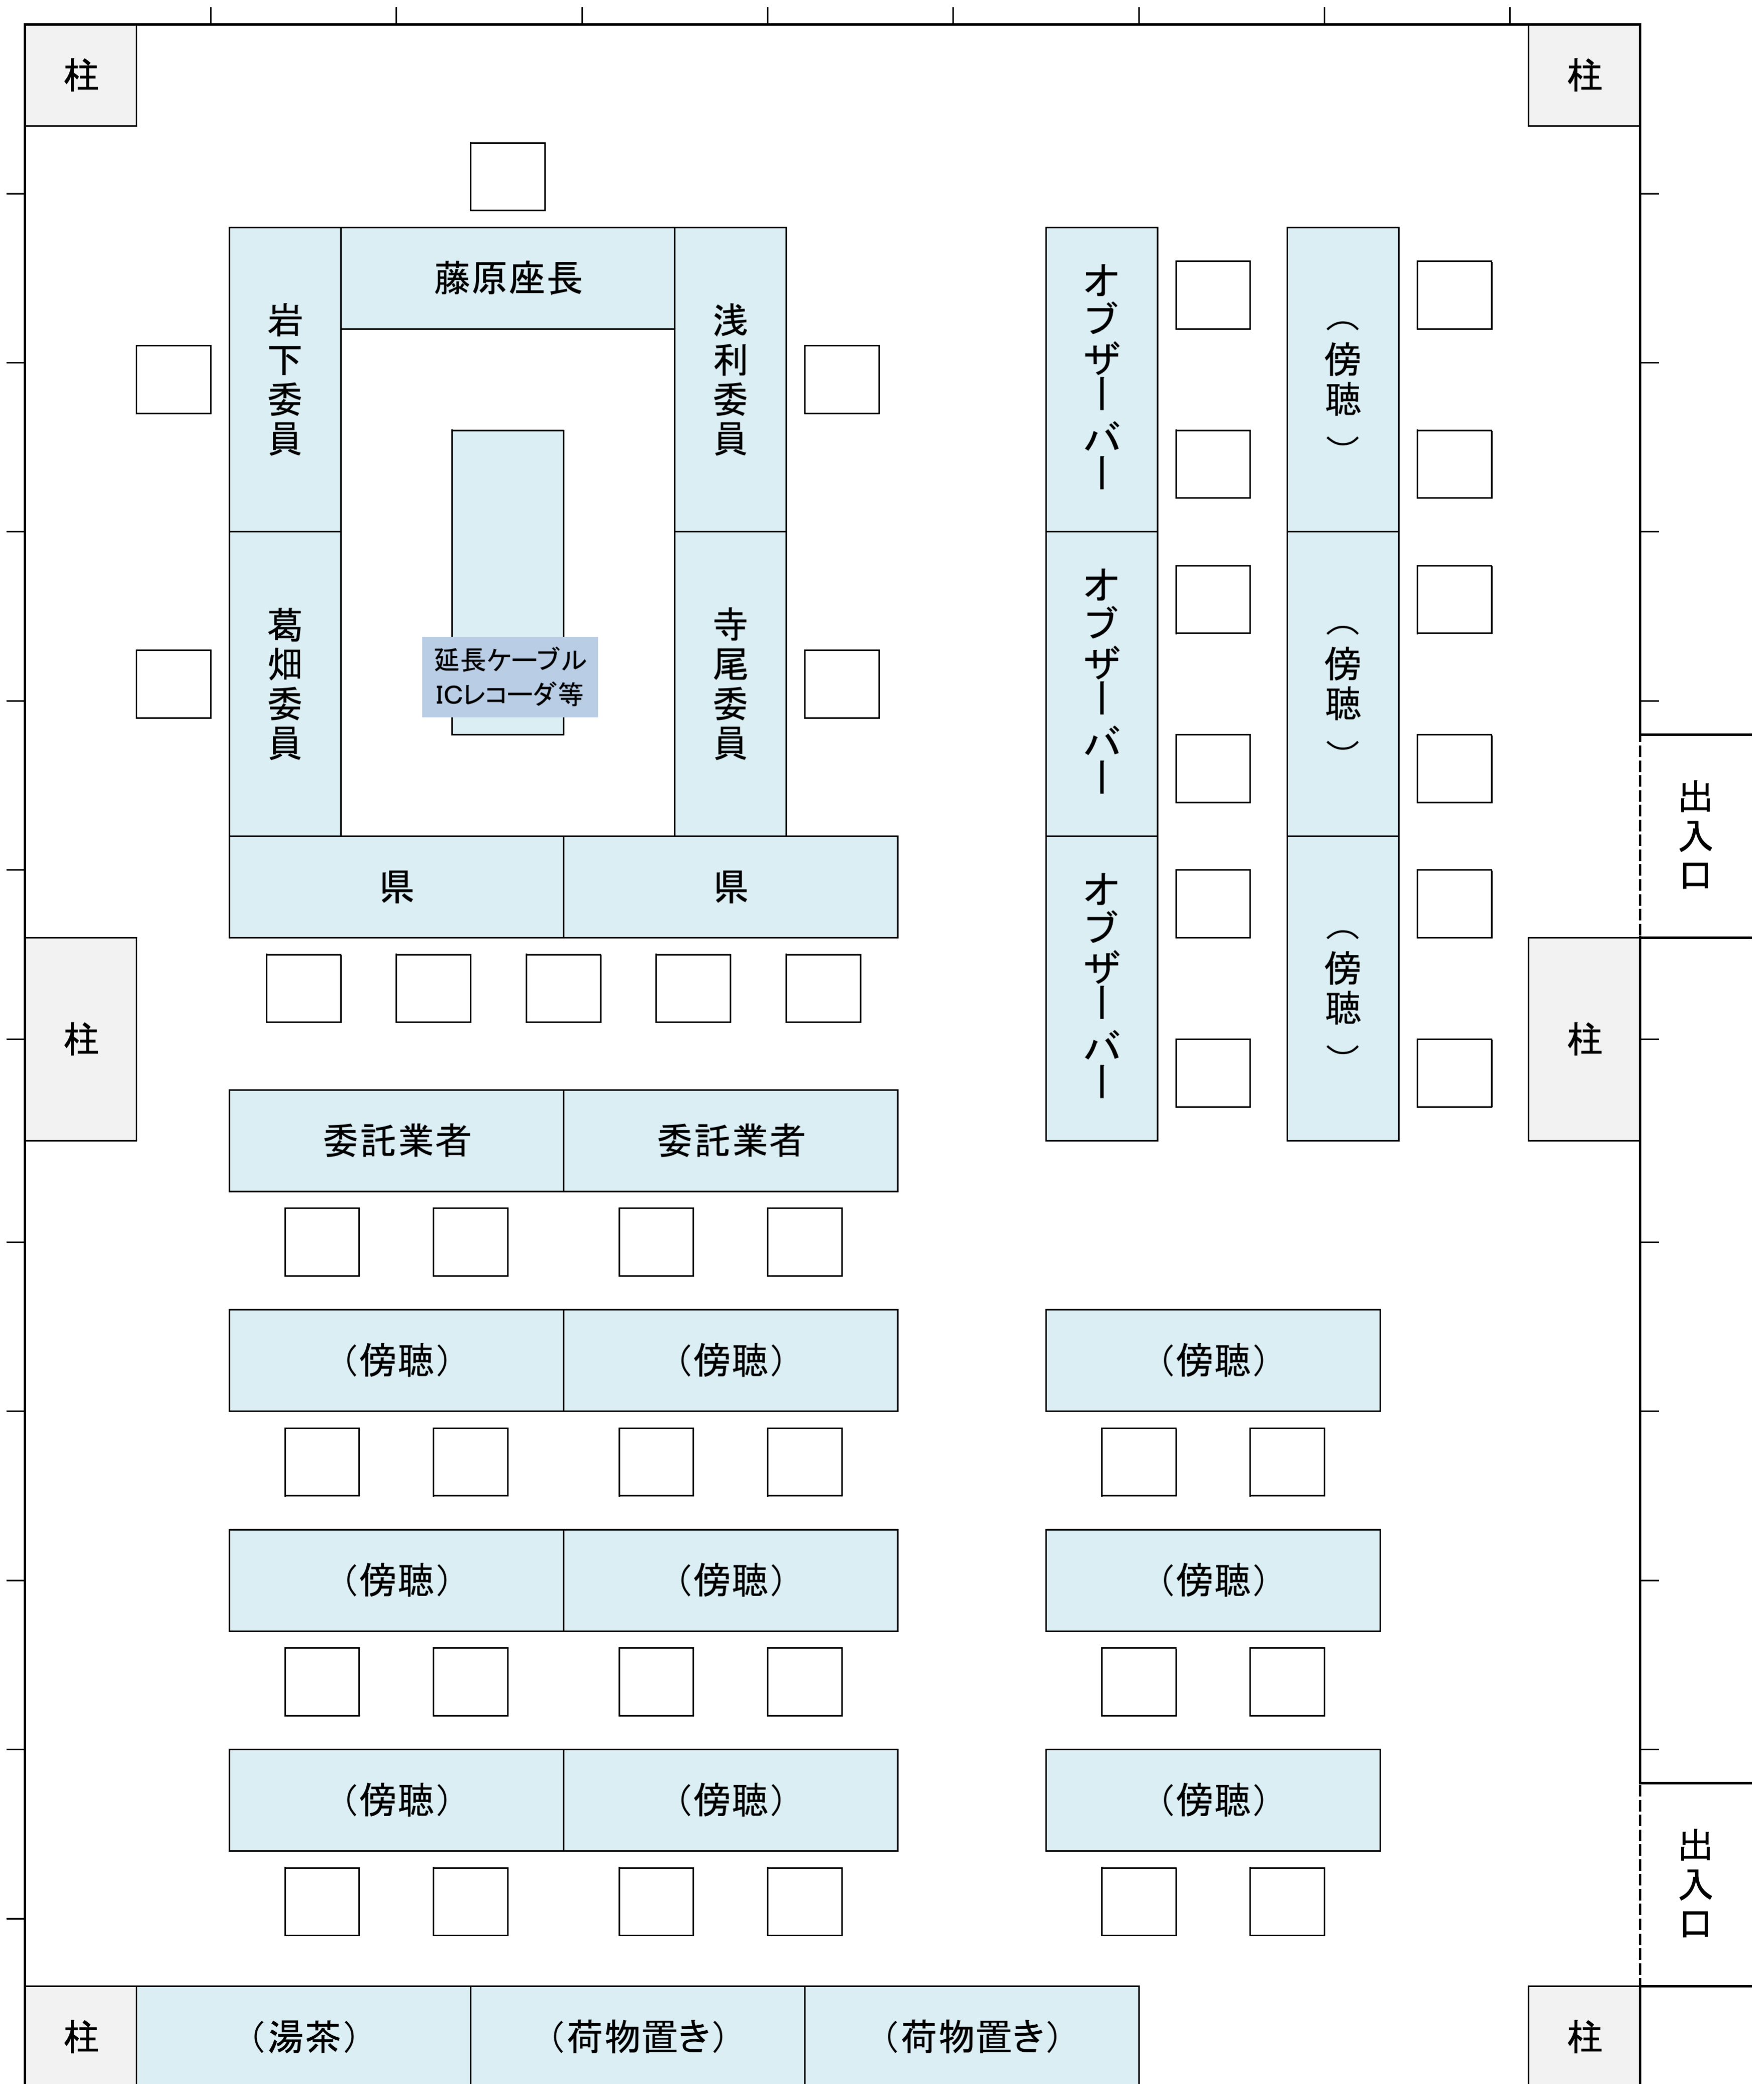 柱
柱
藤原座長
岩下委員
浅利委員
オブザーバー
（傍聴）
延長ケーブル
ICレコーダ等
葛畑委員
寺尾委員
オブザーバー
（傍聴）
出入口
県
県
オブザーバー
（傍聴）
柱
柱
委託業者
委託業者
（傍聴）
（傍聴）
（傍聴）
（傍聴）
（傍聴）
（傍聴）
（傍聴）
（傍聴）
（傍聴）
出入口
柱
（湯茶）
（荷物置き）
（荷物置き）
柱